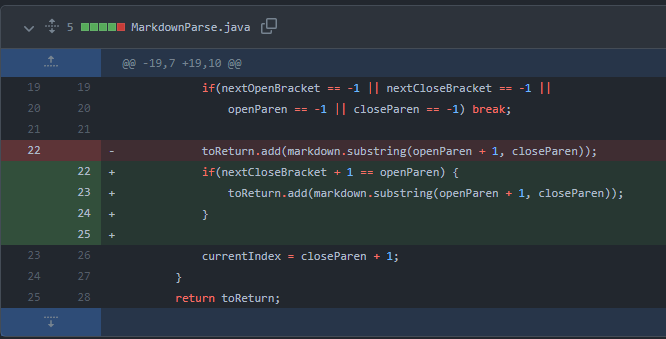 5 MarkdownParse.java
@@ -19,7 +19,10 @@
19 19 if(nextOpenBracket == -1 || nextCloseBracket == -1 ||
20 20 openParen == -1 || closeParen == -1) break;
21 21
22 - toReturn.add(markdown.substring(openParen + 1, closeParen));
22 + if(nextCloseBracket + 1 == openParen) {
23 + toReturn.add(markdown.substring(openParen + 1, closeParen));
24 + }
25 +
23 26 currentIndex = closeParen + 1;
24 27 }
25 28 return toReturn;